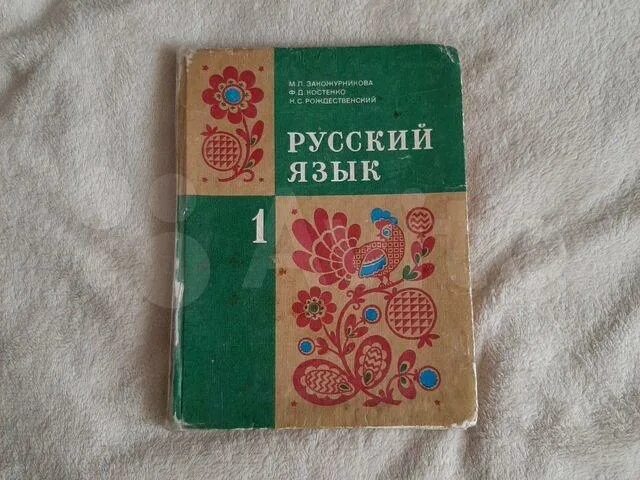 М.Л. ЗАКОЖУРНИКОВА
Ф.Д. КОСТЕНКО
Н.С. РОЖДЕСТВЕНСКИЙ
РУССКИЙ
ЯЗЫК
1